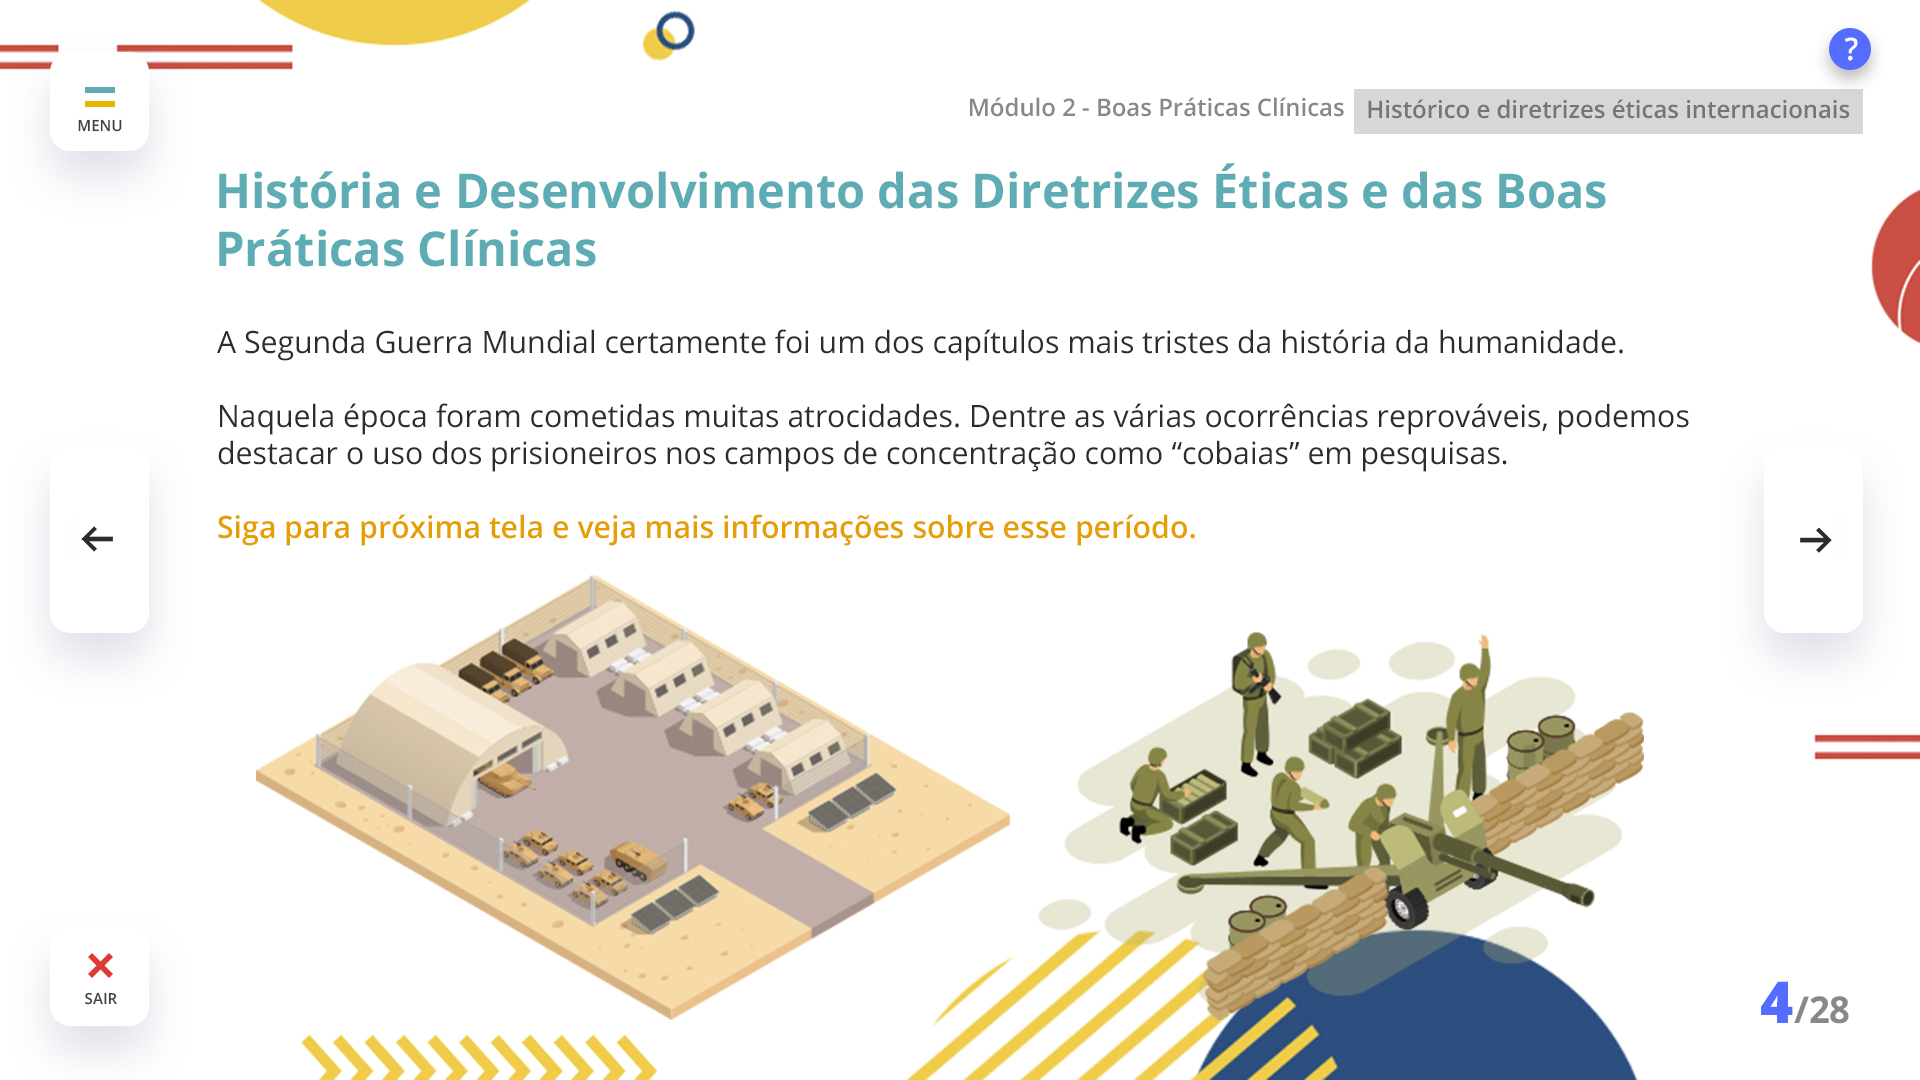 ?
MENU
Módulo 2 - Boas Práticas Clínicas
Histórico e diretrizes éticas internacionais
História e Desenvolvimento das Diretrizes Éticas e das Boas
Práticas Clínicas
A Segunda Guerra Mundial certamente foi um dos capítulos mais tristes da história da humanidade.
Naquela época foram cometidas muitas atrocidades. Dentre as várias ocorrências reprováveis, podemos
destacar o uso dos prisioneiros nos campos de concentração como “cobaias” em pesquisas.
Siga para próxima tela e veja mais informações sobre esse período.
SAIR
4/28